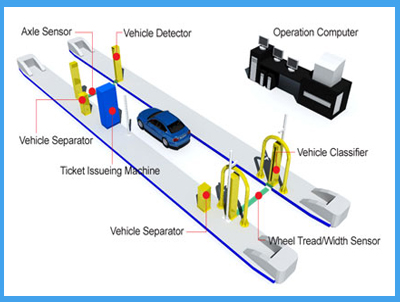 Axle Sensor
Vehicle Detector
Operation Computer
Vehicle Separator
Ticket Issueing Machine
Vehicle Classifier
Vehicle Separator
Wheel Tread/Width Sensor